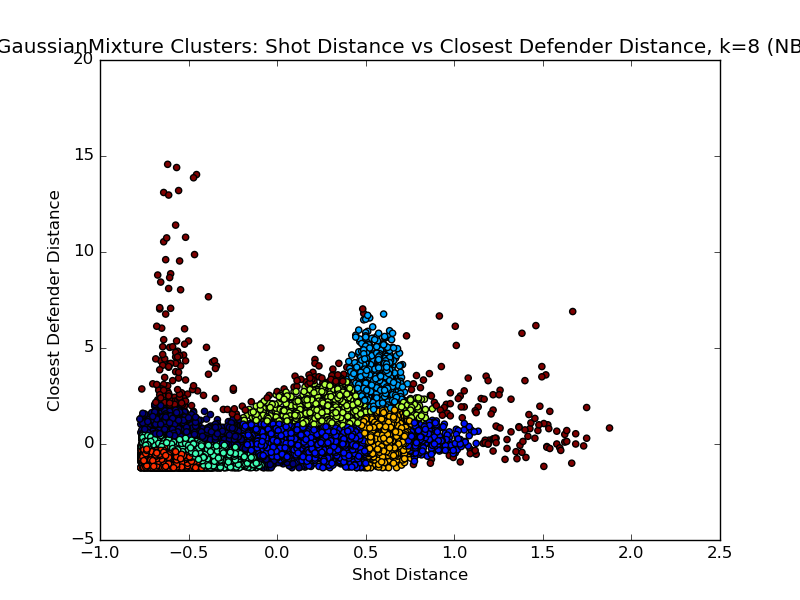 GaussianMixture Clusters: Shot Distance vs Closest Defender Distance, k=8 (NB
20
15
10
5
0
−5
Closest Defender Distance
−1.0 −0.5 0.0 0.5 1.0 1.5 2.0 2.5
Shot Distance